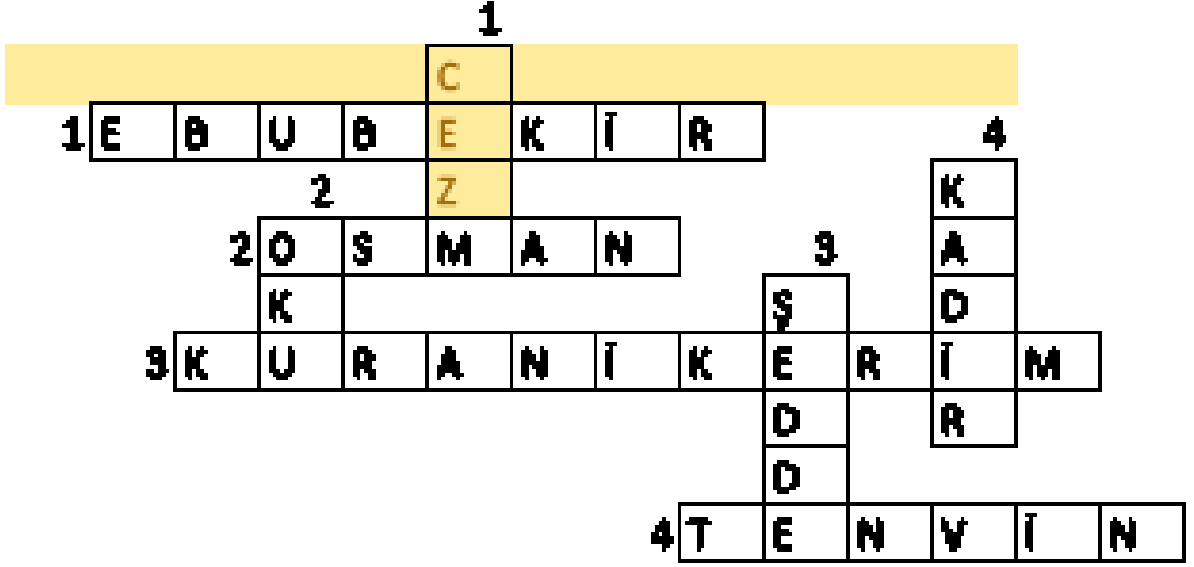 1
C
1 E B U B E K İ R 4
2 Z K
2 O S M A N 3 A
K Ş D
3 K U R A N İ K E R İ M
D R
D
4 T E N V İ N